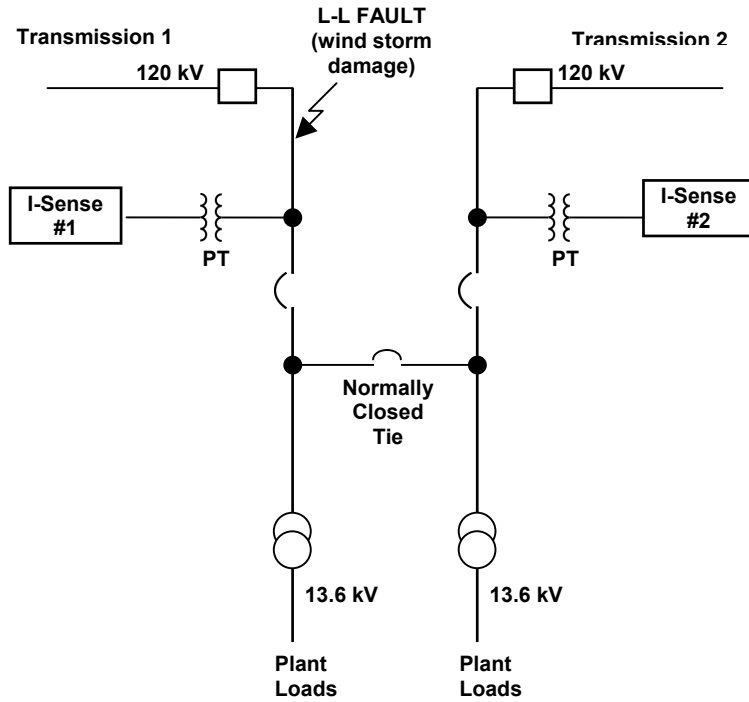 L-L FAULT
(wind storm
damage)
Transmission 1
Transmission 2
120 kV
120 kV
I-Sense
#1
PT
PT
I-Sense
#2
Normally
Closed
Tie
13.6 kV
13.6 kV
Plant
Loads
Plant
Loads